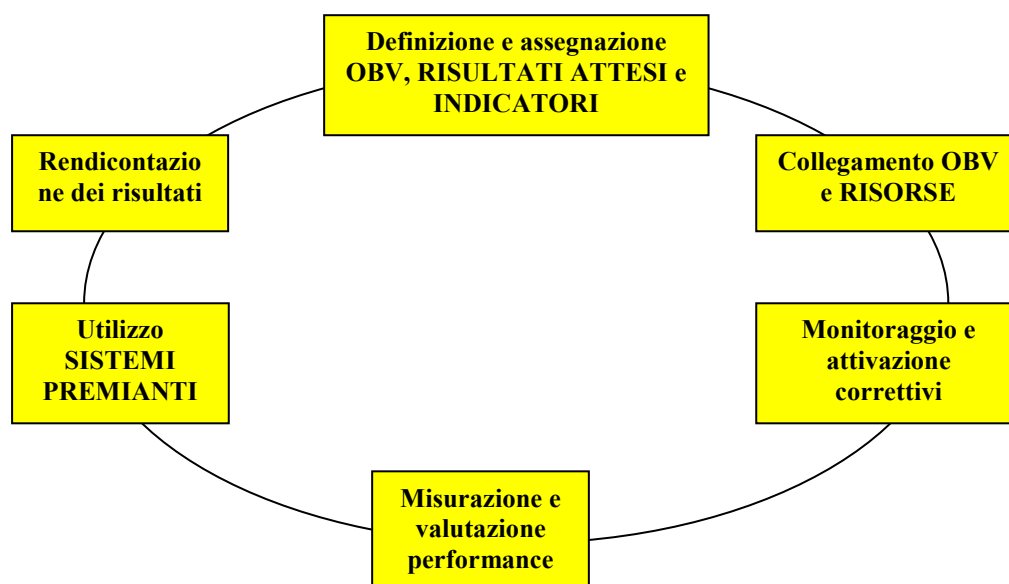 Definizione e assegnazione
OBV, RISULTATI ATTESI e
INDICATORI
Collegamento OBV
e RISORSE
Monitoraggio e
attivazione
correttivi
Misurazione e
valutazione
performance
Utilizzo
SISTEMI
PREMIANTI
Rendicontazio
ne dei risultati